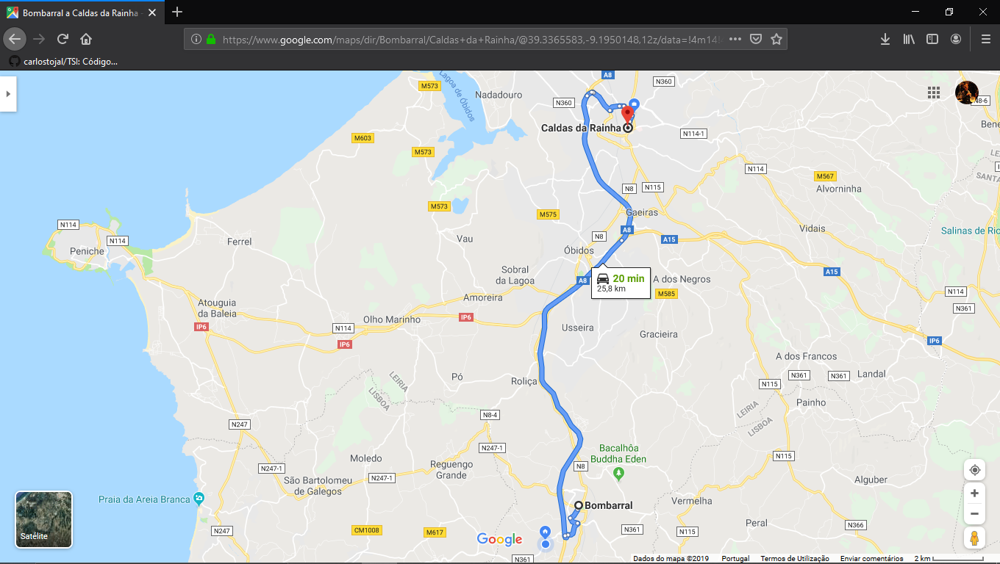 Bombarral a Caldas da Rainha -
https://www.google.com/maps/dir/Bombarral/Caldas+da+Rainha/@39.3365583,-9.1950148,12z/data=!4m14!
carlostojal/TSI: Código...
A8
N360
M573
Lagoa de Óbidos
Nadadouro
N360
N8-6
Caldas da Rainha
M603
N114-1
M573
N114
M567
Alvorninha
N8
N115
M573
M575
Gaeiras
N114
N114
Ferrel
Peniche
Vau
N8
A8
A15
Vidais
Salinas de Rio
Óbidos
20 min
25,8 km
Sobral
da Lagoa
A8
A dos Negros
A15
M585
N114
Amoreira
Atouguia
da Baleia
IP6
N114
Olho Marinho
IP6
N361
Usseira
Gracieira
IP6
IP6
A dos Francos
N361
N361
Landal
LEIRIA
LISBOA
Pó
Roliça
N115
Painho
LEIRIA
LISBOA
N247
N8-4
N247-1
Bacalhôa
Buddha Eden
Moledo
Reguengo
Grande
N8
N115
N247-1
N247-1
São Bartolomeu
de Galegos
Alguber
Praia da Areia Branca
Bombarral
Vermelha
Satélite
N247
CM1008
M617
Google
N361
N115
Peral
N366
N361
Dados do mapa ©2019
Portugal
Termos de Utilização
Enviar comentários
2 km